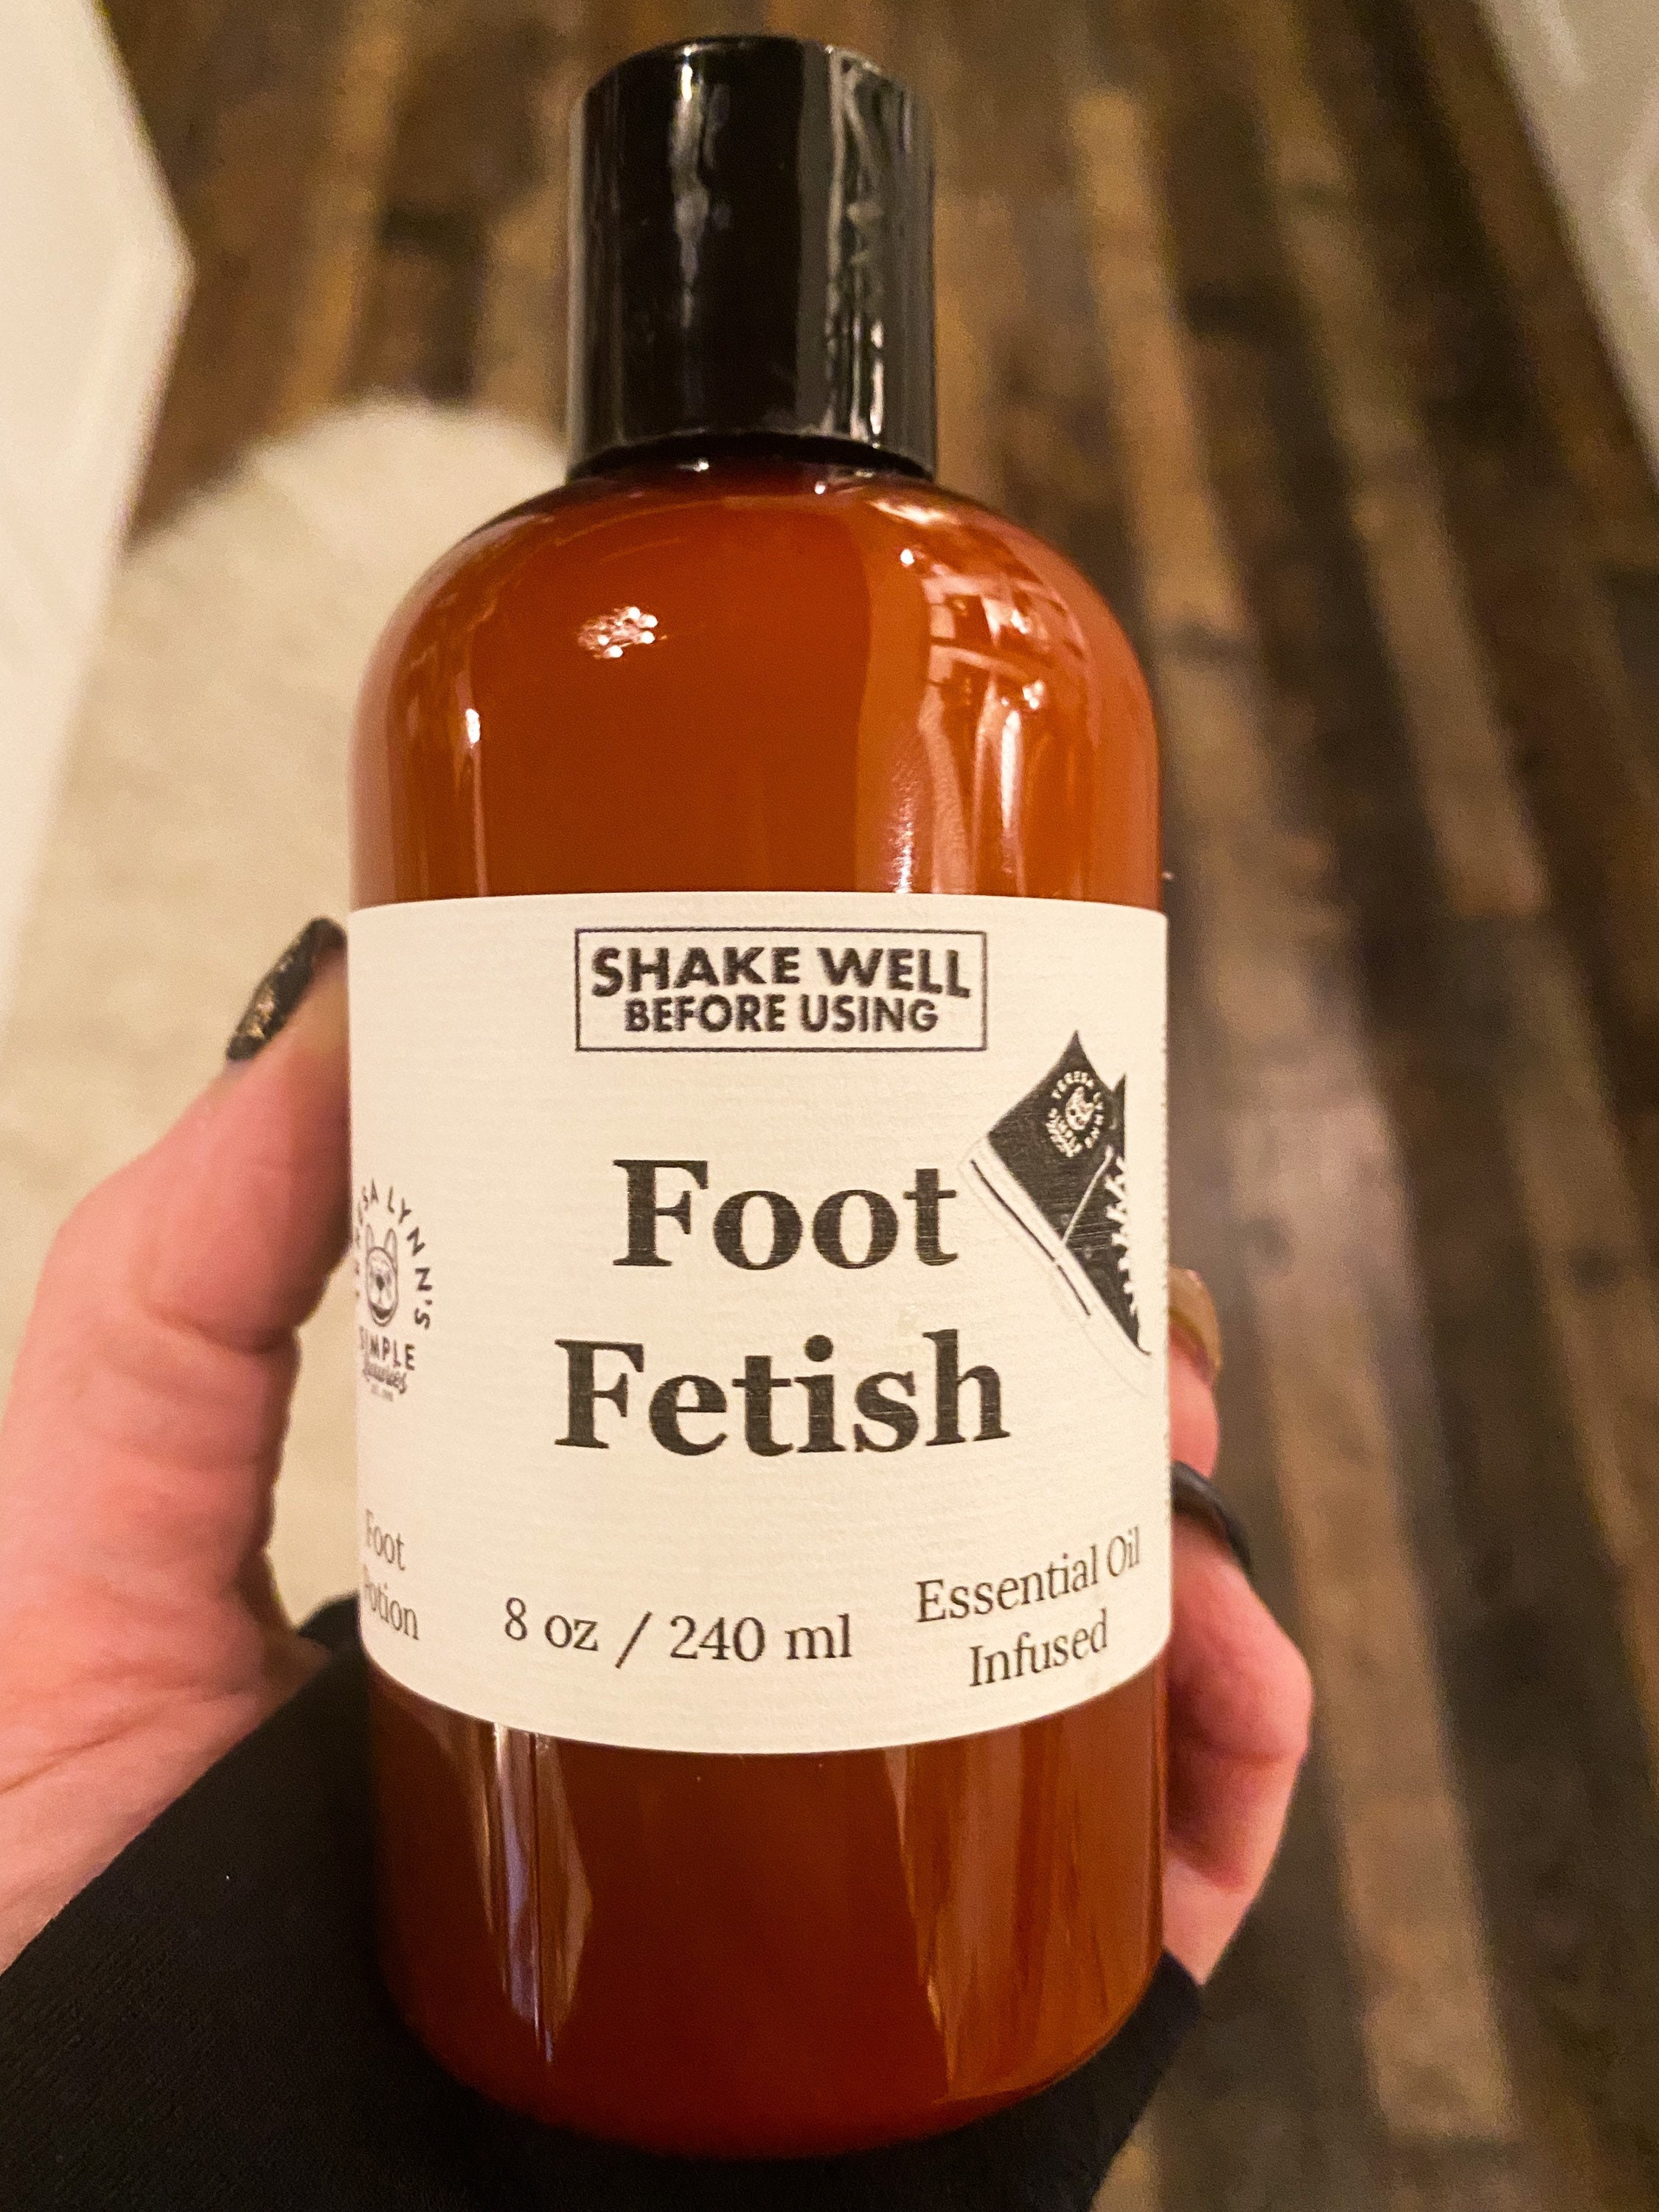 SHAKE WELL
BEFORE USING
Foot
Fetish
LYNN'S
SIMPLE
Foot
Potion
8 oz / 240 ml
Essential Oil
Infused